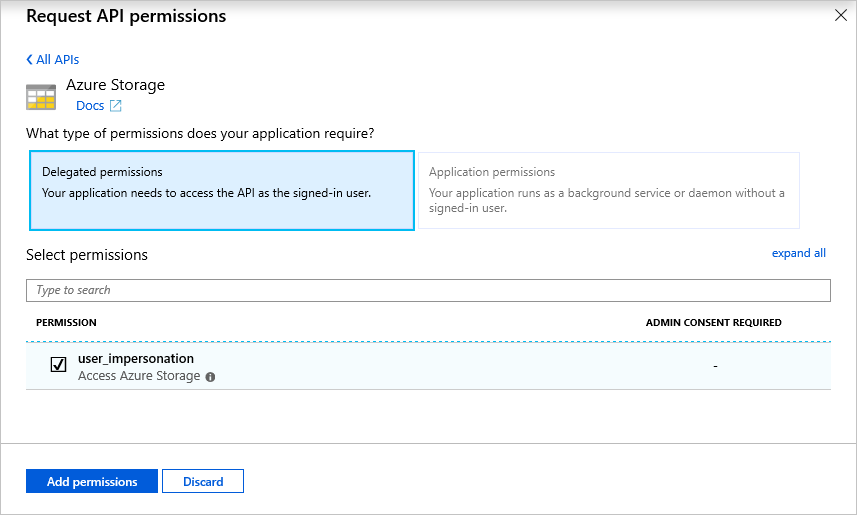 Request API permissions
All APIs
Azure Storage
Docs
What type of permissions does your application require?
Delegated permissions
Your application needs to access the API as the signed-in user.
Application permissions
Your application runs as a background service or daemon without a
signed-in user.
Select permissions
expand all
Type to search
PERMISSION
ADMIN CONSENT REQUIRED
user_impersonation
Access Azure Storage
-
Add permissions
Discard